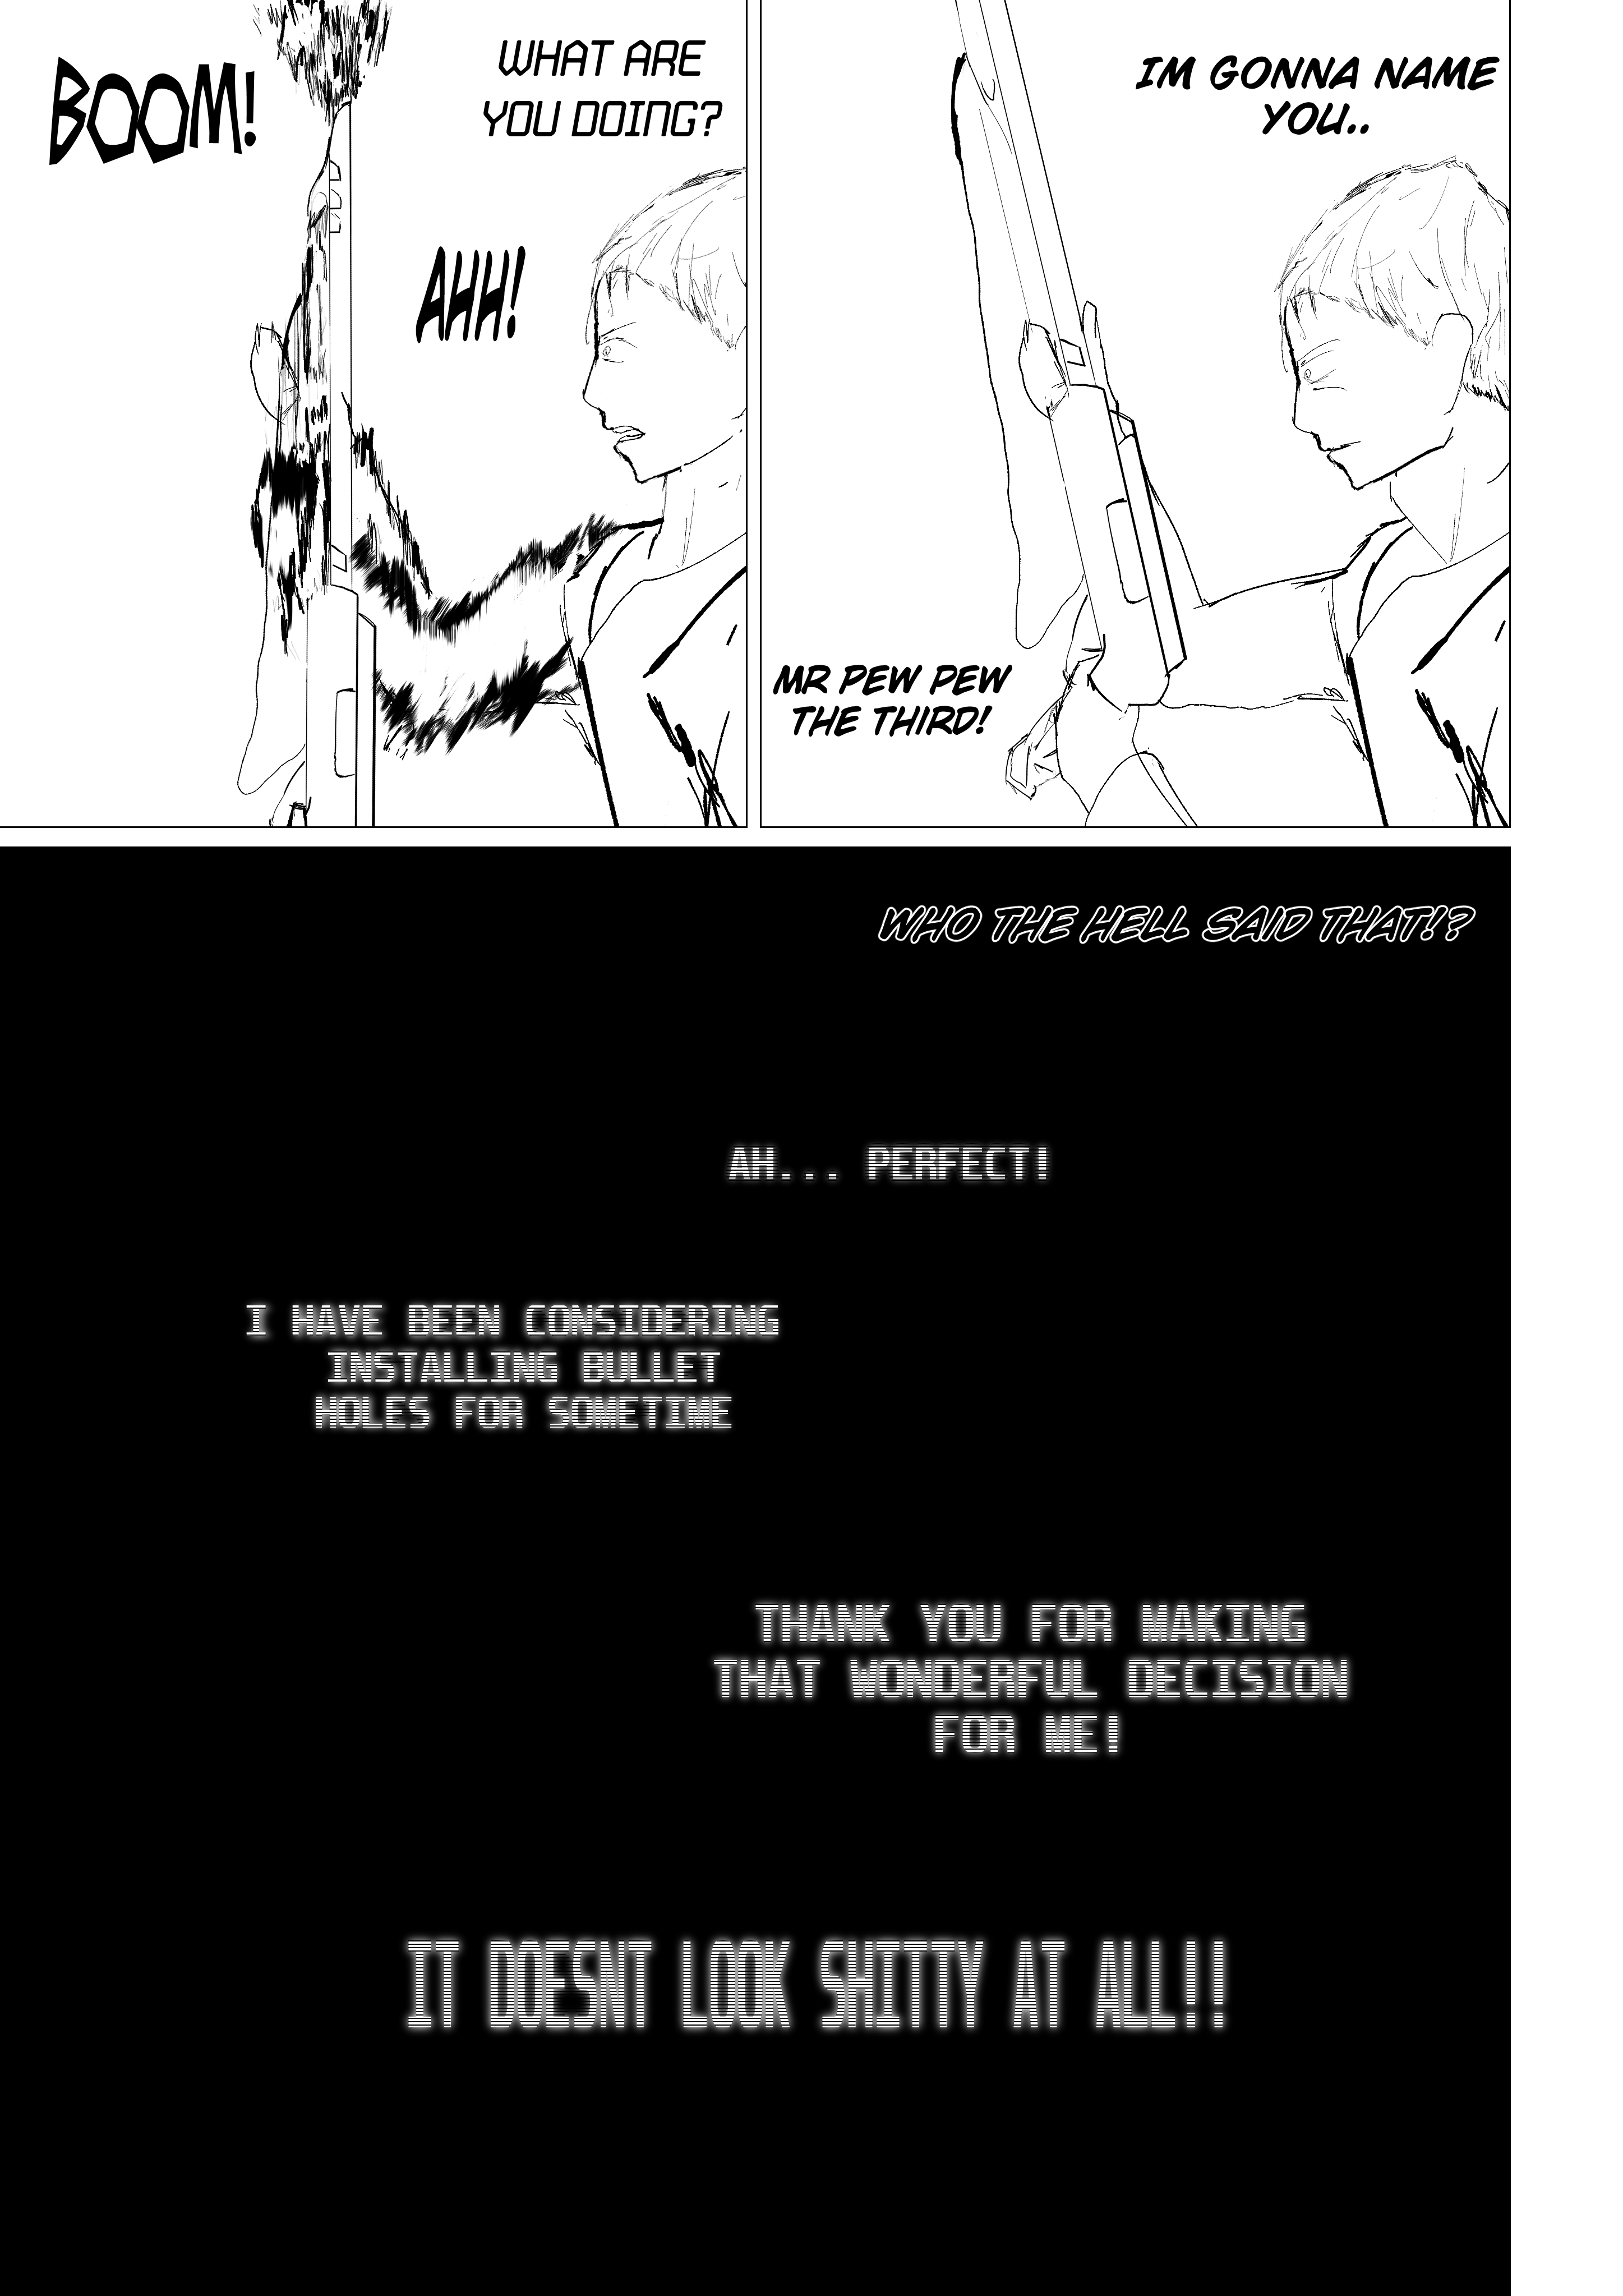 IM GONNA NAME
YOU..
MR PEW PEW
THE THIRD!
WHAT ARE
YOU DOING?
AHH!
BOOM!
WHO THE HELL SAID THAT!?
AH... PERFECT!
I HAVE BEEN CONSIDERING
INSTALLING BULLET
HOLES FOR SOMETIME
THANK YOU FOR MAKING
THAT WONDERFUL DECISION
FOR ME!
IT DOESNT LOOK SHITTY AT ALL!!